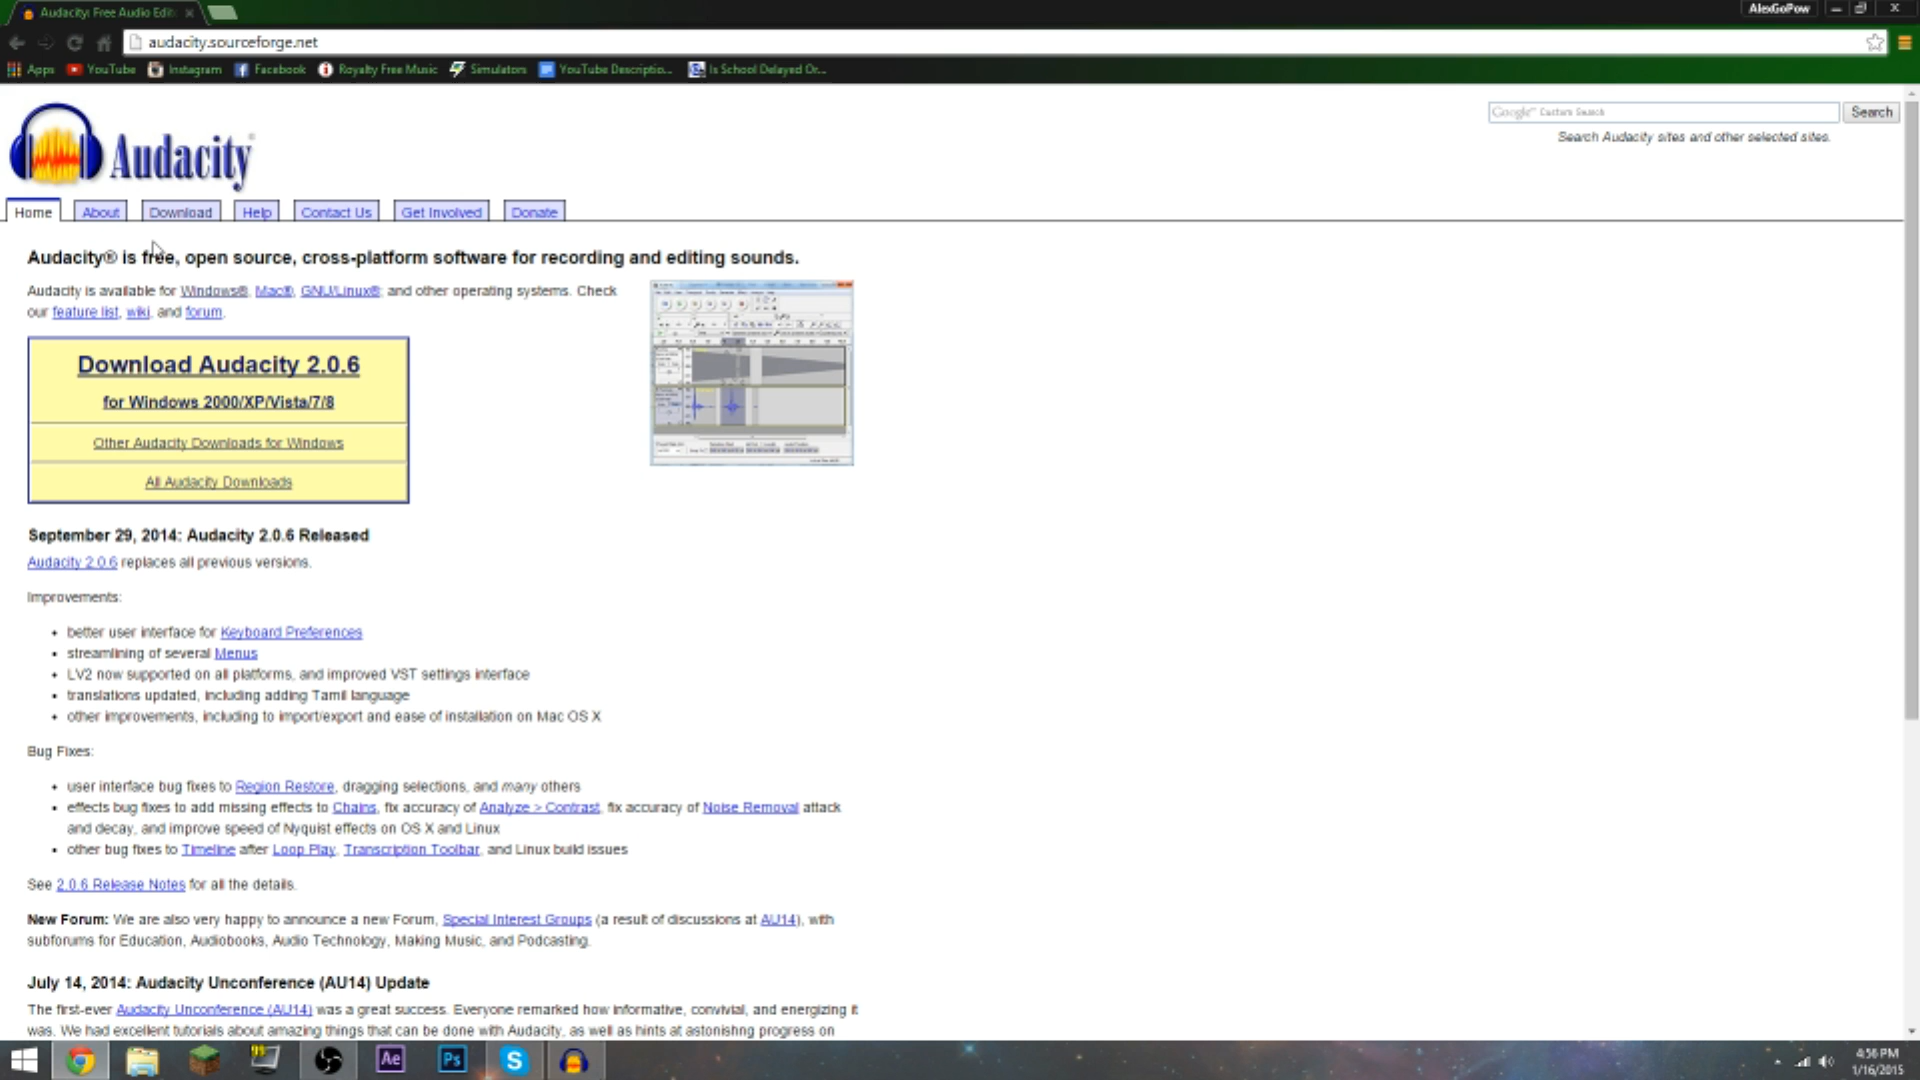 Audacity: Free Audio Edit
AlexGoPow
audacity.sourceforge.net
Apps YouTube Instagram Facebook Royalty Free Music Simulators YouTube Descriptio... Is School Delayed Or...
Audacity®
Google™ Custom Search Search
Search Audacity sites and other selected sites.
Home About Download Help Contact Us Get Involved Donate
Audacity® is free, open source, cross-platform software for recording and editing sounds.
Audacity is available for Windows®, Mac®, GNU/Linux® and other operating systems. Check
our feature list, wiki, and forum.
Download Audacity 2.0.6
for Windows 2000/XP/Vista/7/8
Other Audacity Downloads for Windows
All Audacity Downloads
September 29, 2014: Audacity 2.0.6 Released
Audacity 2.0.6 replaces all previous versions.
Improvements:
• better user interface for Keyboard Preferences
• streamlining of several Menus
• LV2 now supported on all platforms, and improved VST settings interface
• translations updated, including adding Tamil language
• other improvements, including to import/export and ease of installation on Mac OS X
Bug Fixes:
• user interface bug fixes to Region Restore, dragging selections, and many others
• effects bug fixes to add missing effects to Chains, fix accuracy of Analyze > Contrast, fix accuracy of Noise Removal attack
and decay, and improve speed of Nyquist effects on OS X and Linux
• other bug fixes to Timeline after Loop Play, Transcription Toolbar, and Linux build issues
See 2.0.6 Release Notes for all the details.
New Forum: We are also very happy to announce a new Forum, Special Interest Groups (a result of discussions at AU14), with
subforums for Education, Audiobooks, Audio Technology, Making Music, and Podcasting.
July 14, 2014: Audacity Unconference (AU14) Update
The first-ever Audacity Unconference (AU14) was a great success. Everyone remarked how informative, convivial, and energizing it
was. We had excellent tutorials about amazing things that can be done with Audacity, as well as hints at astonishng progress on
Ae Ps S
4:56 PM
1/16/2015